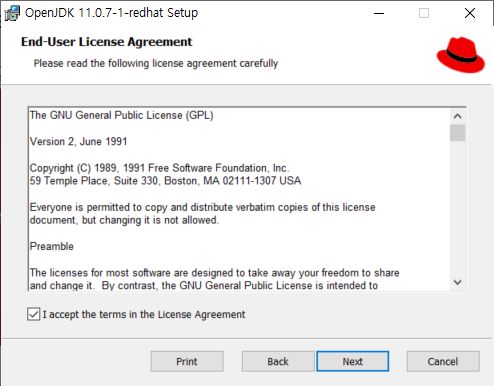 OpenJDK 11.0.7-1-redhat Setup
End-User License Agreement
Please read the following license agreement carefully
The GNU General Public License (GPL)
Version 2, June 1991
Copyright (C) 1989, 1991 Free Software Foundation, Inc.
59 Temple Place, Suite 330, Boston, MA 02111-1307 USA
Everyone is permitted to copy and distribute verbatim copies of this license
document, but changing it is not allowed.
Preamble
The licenses for most software are designed to take away your freedom to share
and change it.  By contrast, the GNU General Public License is intended to
I accept the terms in the License Agreement
Print
Back
Next
Cancel